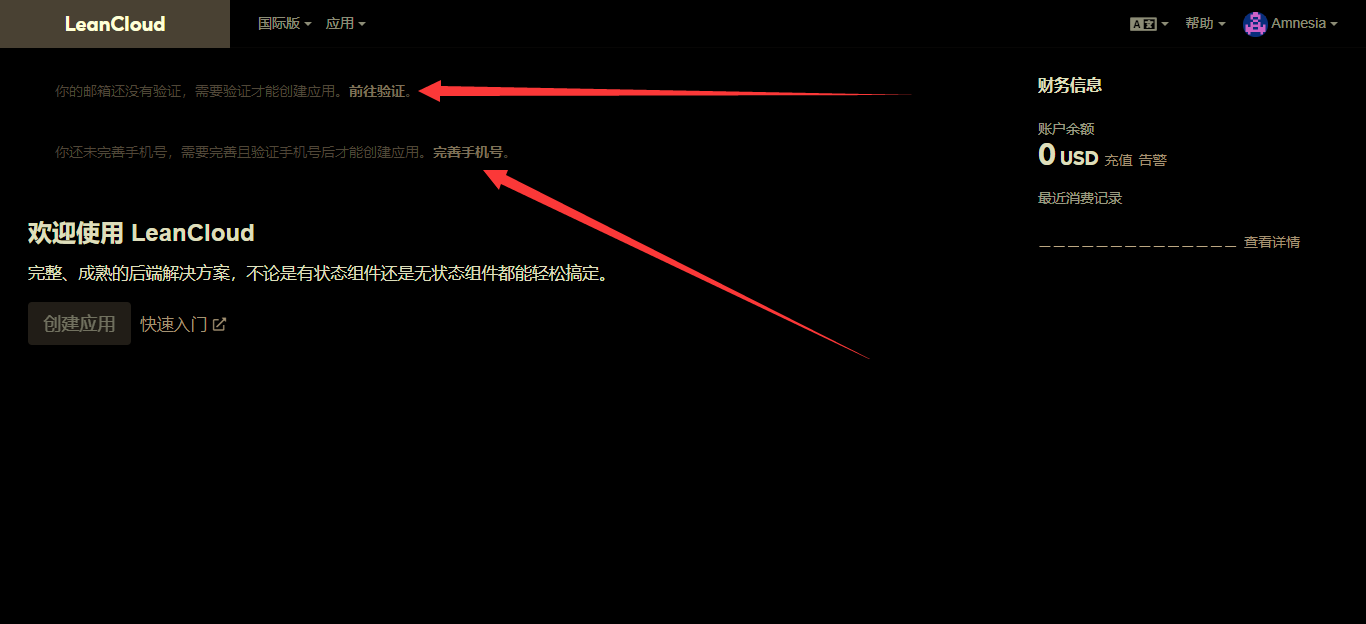 LeanCloud
国际版
应用
A文
帮助
Amnesia
你的邮箱还没有验证，需要验证才能创建应用。前往验证。
你还未完善手机号，需要完善且验证手机号后才能创建应用。完善手机号。
欢迎使用 LeanCloud
完整、成熟的后端解决方案，不论是有状态组件还是无状态组件都能轻松搞定。
创建应用
快速入门
财务信息
账户余额
0 USD 充值 告警
最近消费记录
查看详情